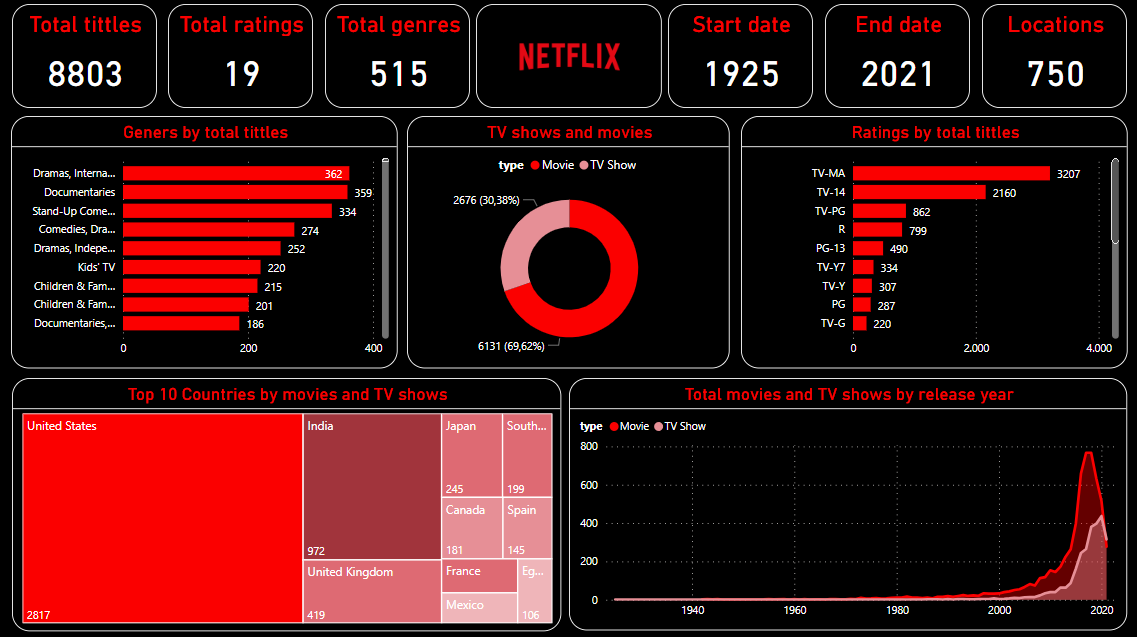 Total tittles
8803
Total ratings
19
Total genres
515
NETFLIX
Start date
1925
End date
2021
Locations
750
Geners by total tittles
Dramas, Interna... 362
Documentaries 359
Stand-Up Come... 334
Comedies, Dra... 274
Dramas, Indepe... 252
Kids' TV 220
Children & Fam... 215
Children & Fam... 201
Documentaries,... 186
0 200 400
TV shows and movies
type Movie TV Show
2676 (30,38%)
6131 (69,62%)
Ratings by total tittles
TV-MA 3207
TV-14 2160
TV-PG 862
R 799
PG-13 490
TV-Y7 334
TV-Y 307
PG 287
TV-G 220
0 2.000 4.000
Top 10 Countries by movies and TV shows
United States
2817
India
972
United Kingdom
419
Japan
245
South...
199
Canada
181
Spain
145
France
Mexico
Eg...
106
Total movies and TV shows by release year
type Movie TV Show
800
600
400
200
0
1940 1960 1980 2000 2020